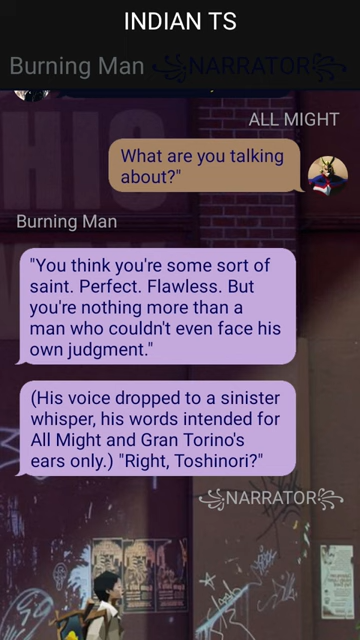 INDIAN TS
Burning Man ꧁NARRATOR꧂
ALL MIGHT
What are you talking
about?"
Burning Man
"You think you're some sort of
saint. Perfect. Flawless. But
you're nothing more than a
man who couldn't even face his
own judgment."
(His voice dropped to a sinister
whisper, his words intended for
All Might and Gran Torino's
ears only.) "Right, Toshinori?"
꧁NARRATOR꧂